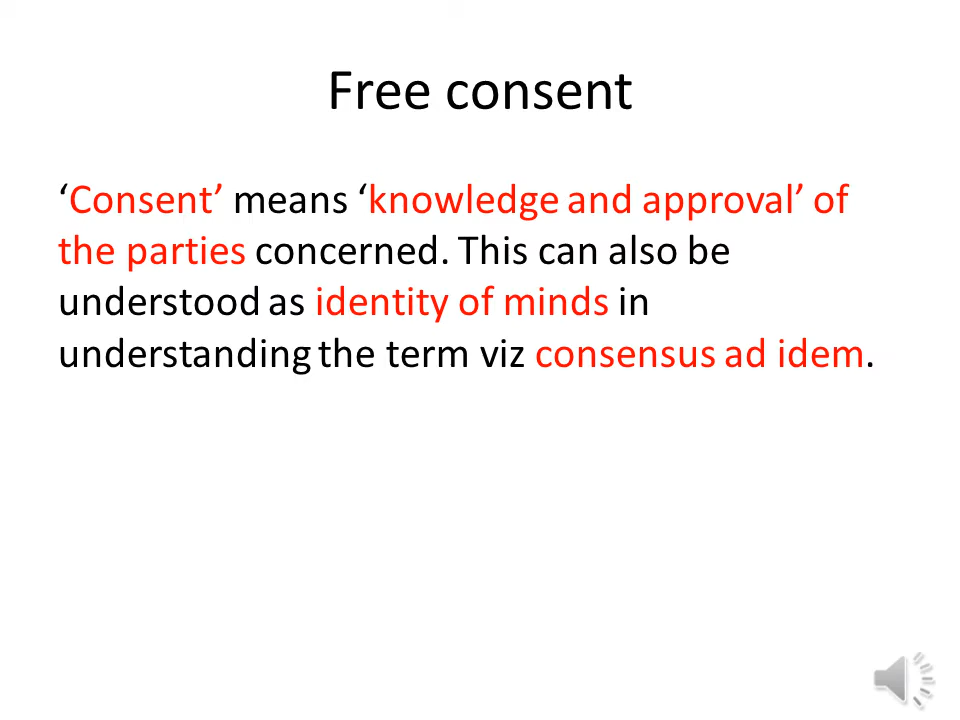 Free consent
‘Consent’ means ‘knowledge and approval’ of
the parties concerned. This can also be
understood as identity of minds in
understanding the term viz consensus ad idem.